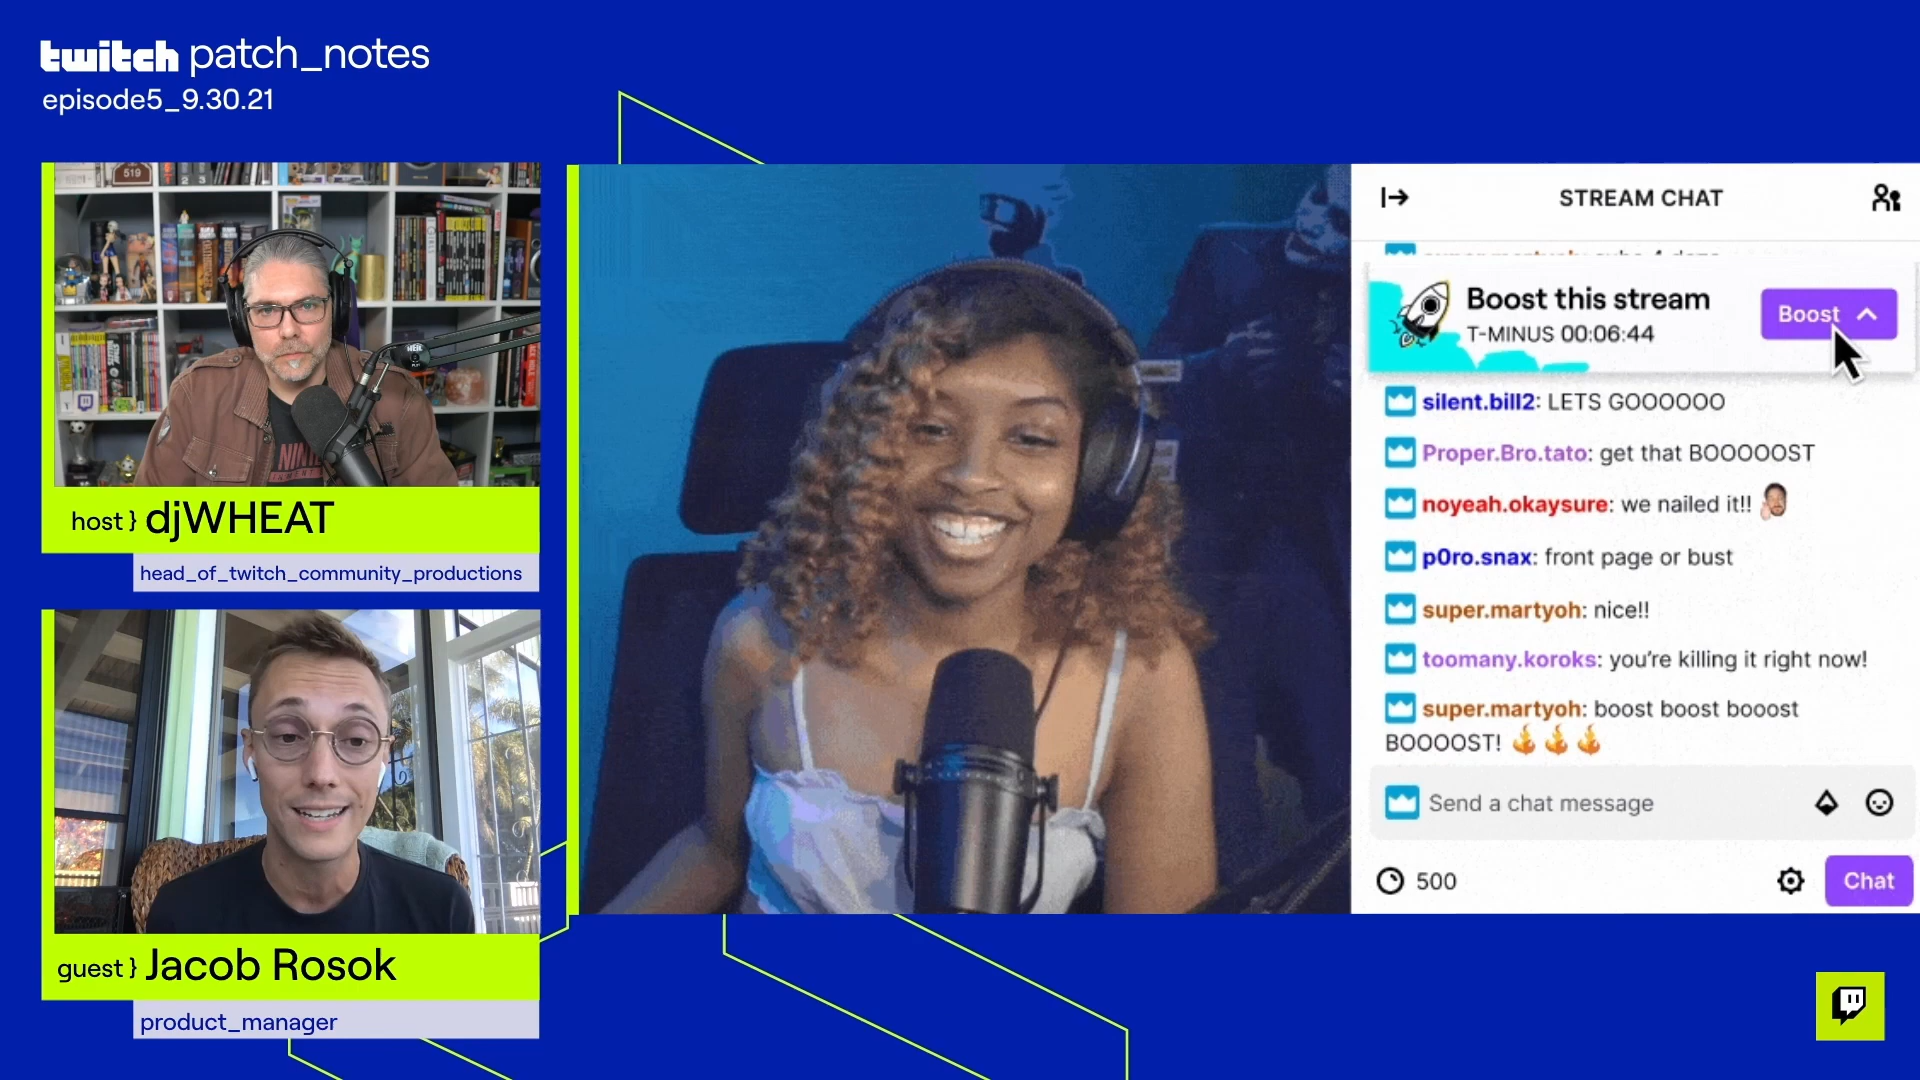 twitch patch_notes
episode5_9.30.21
519
host } djWHEAT
head_of_twitch_community_productions
guest } Jacob Rosok
product_manager
STREAM CHAT
Boost this stream
T-MINUS 00:06:44
Boost
silent.bill2: LETS GOOOOOO
Proper.Bro.tato: get that BOOOOOST
noyeah.okaysure: we nailed it!!
p0ro.snax: front page or bust
super.martyoh: nice!!
toomany.koroks: you're killing it right now!
super.martyoh: boost boost booost
BOOOOST!
Send a chat message
500
Chat